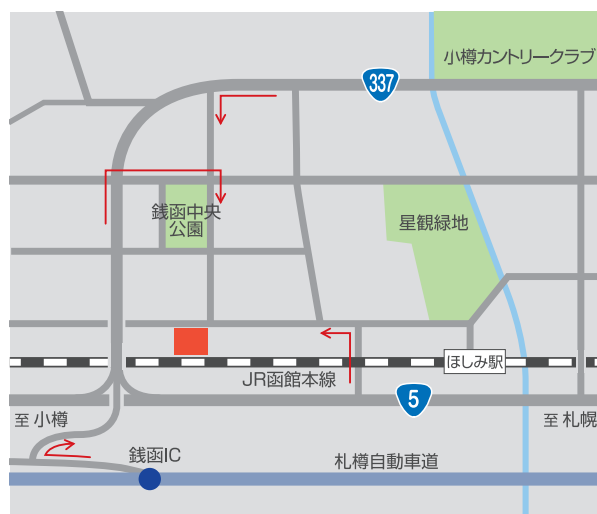 小樽カントリークラブ
337
銭函中央
公園
星観緑地
ほしみ駅
JR函館本線
5
至 小樽
至 札幌
銭函IC
札樽自動車道